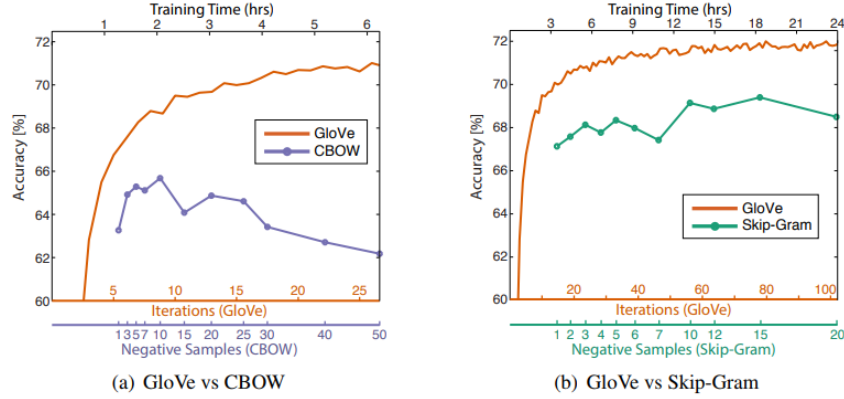 Training Time (hrs)
1 2 3 4 5 6
72
70
68
66
64
62
60
Accuracy [%]
GloVe
CBOW
5 10 15 20 25
Iterations (GloVe)
1 3 5 7 10 15 20 25 30 40 50
Negative Samples (CBOW)
(a) GloVe vs CBOW
Training Time (hrs)
3 6 9 12 15 18 21 24
72
70
68
66
64
62
60
Accuracy [%]
GloVe
Skip-Gram
20 40 60 80 100
Iterations (GloVe)
1 2 3 4 5 6 7 10 12 15 20
Negative Samples (Skip-Gram)
(b) GloVe vs Skip-Gram